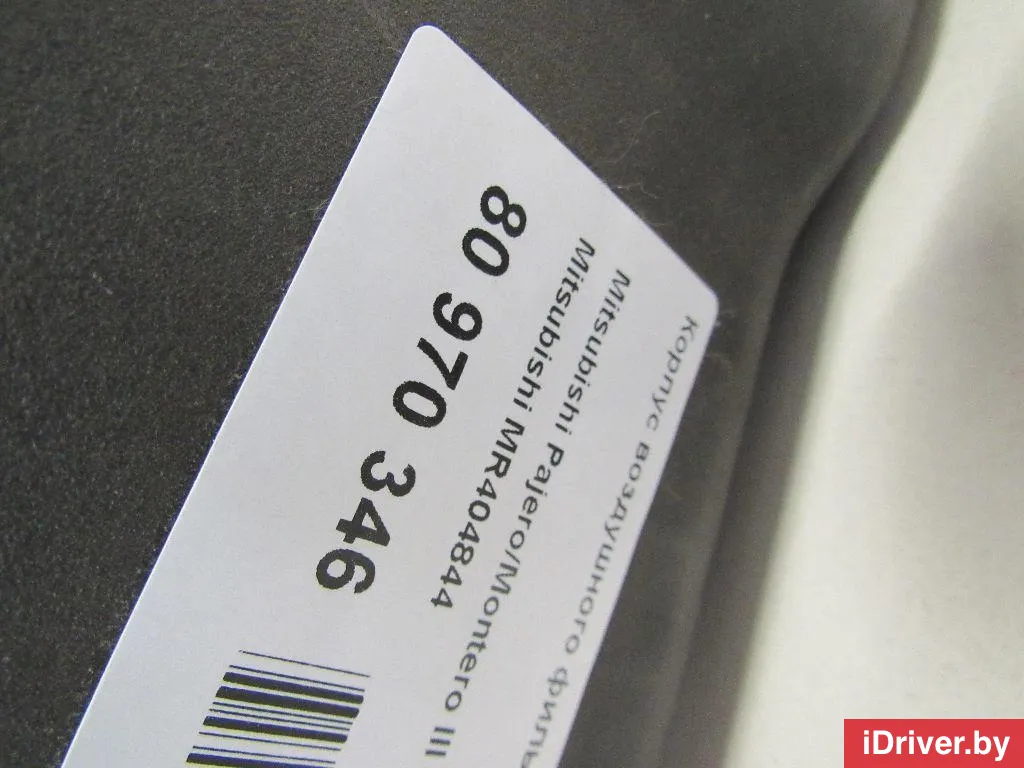 Корпус воздушного филь
Mitsubishi Pajero/Montero III
Mitsubishi MR404844
80 970 346
iDriver.by